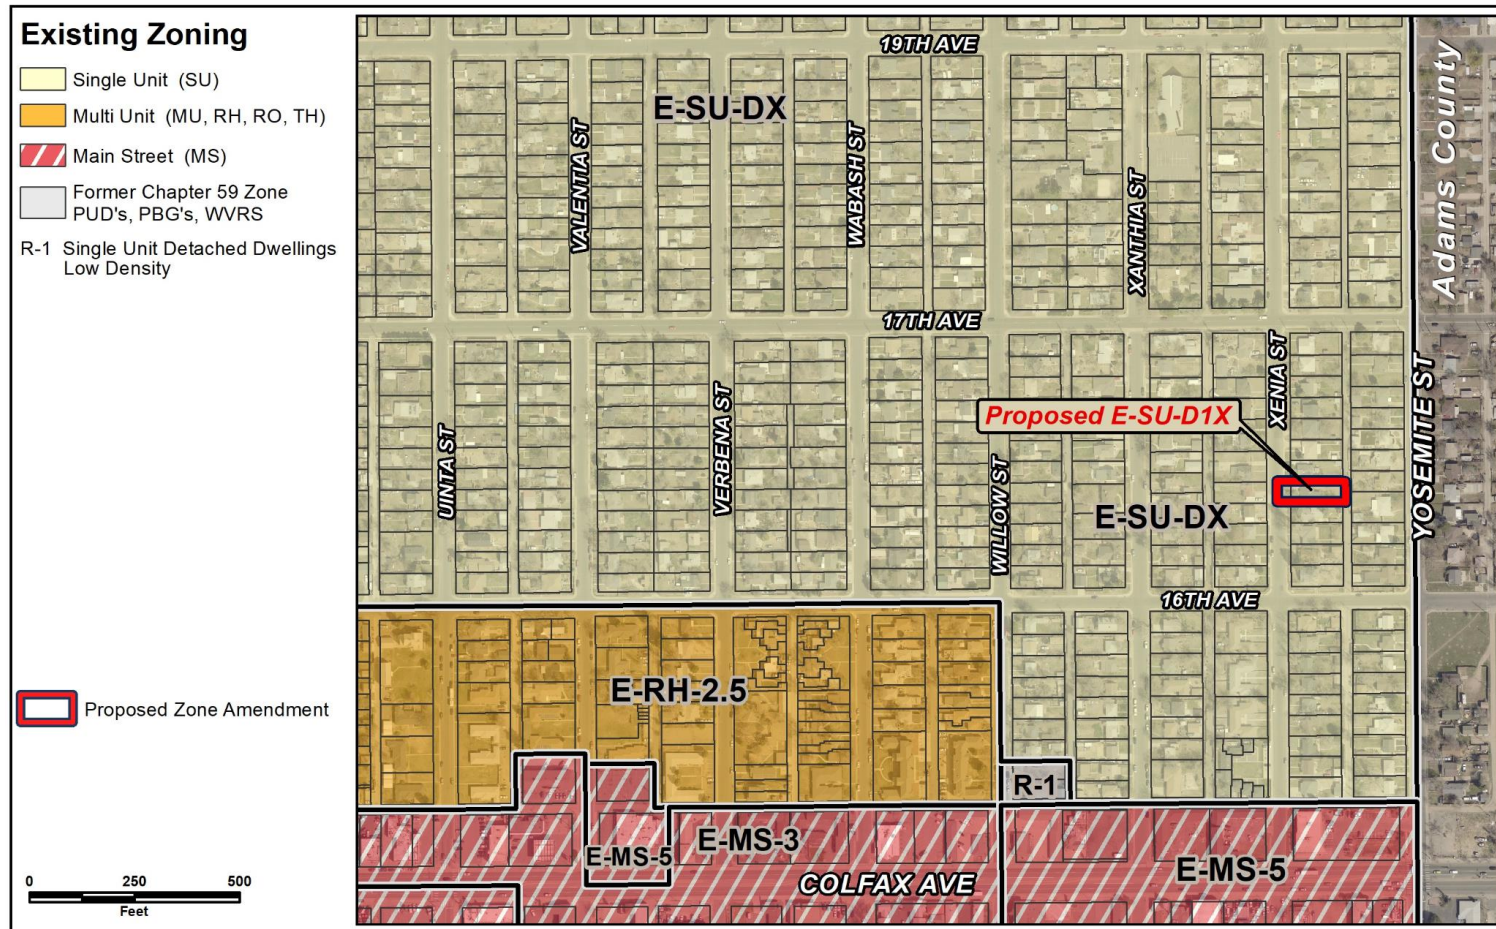 Existing Zoning
Single Unit (SU)
Multi Unit (MU, RH, RO, TH)
Main Street (MS)
Former Chapter 59 Zone
PUD's, PBG's, WVRS
R-1 Single Unit Detached Dwellings
Low Density
Proposed Zone Amendment
0 250 500
Feet
19TH AVE
E-SU-DX
VALENTIA ST
WABASH ST
XANTHIA ST
Adams County
17TH AVE
XENIA ST
YOSEMITE ST
Proposed E-SU-D1X
UINTA ST
VERBENA ST
WILLOW ST
E-SU-DX
16TH AVE
E-RH-2.5
R-1
E-MS-5
E-MS-3
E-MS-5
COLFAX AVE